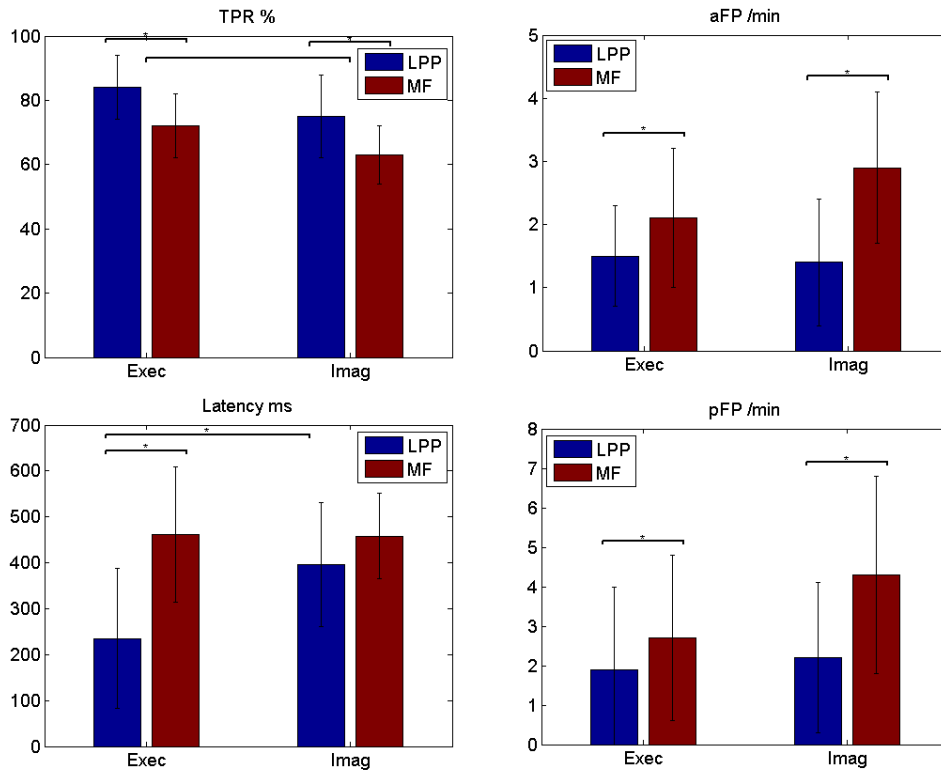 TPR %
*
*
100
80
60
40
20
0
LPP
MF
Exec
Imag
aFP /min
*
*
5
4
3
2
1
0
LPP
MF
Exec
Imag
Latency ms
*
*
700
600
500
400
300
200
100
0
LPP
MF
Exec
Imag
pFP /min
*
*
8
7
6
5
4
3
2
1
0
LPP
MF
Exec
Imag